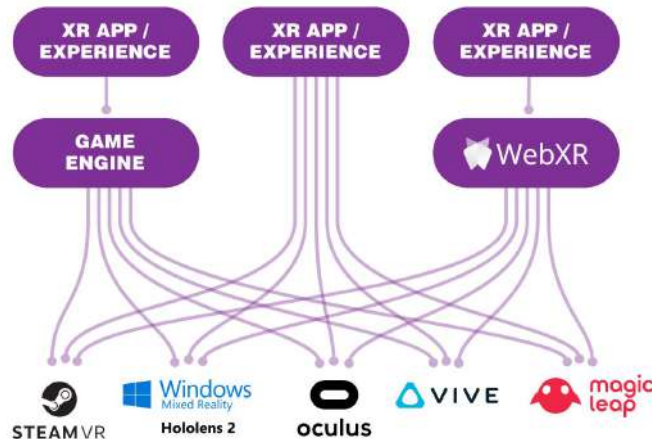 XR APP / EXPERIENCE
XR APP / EXPERIENCE
XR APP / EXPERIENCE
GAME ENGINE
WebXR
STEAMVR
Windows
Mixed Reality
Hololens 2
oculus
VIVE
magic
leap